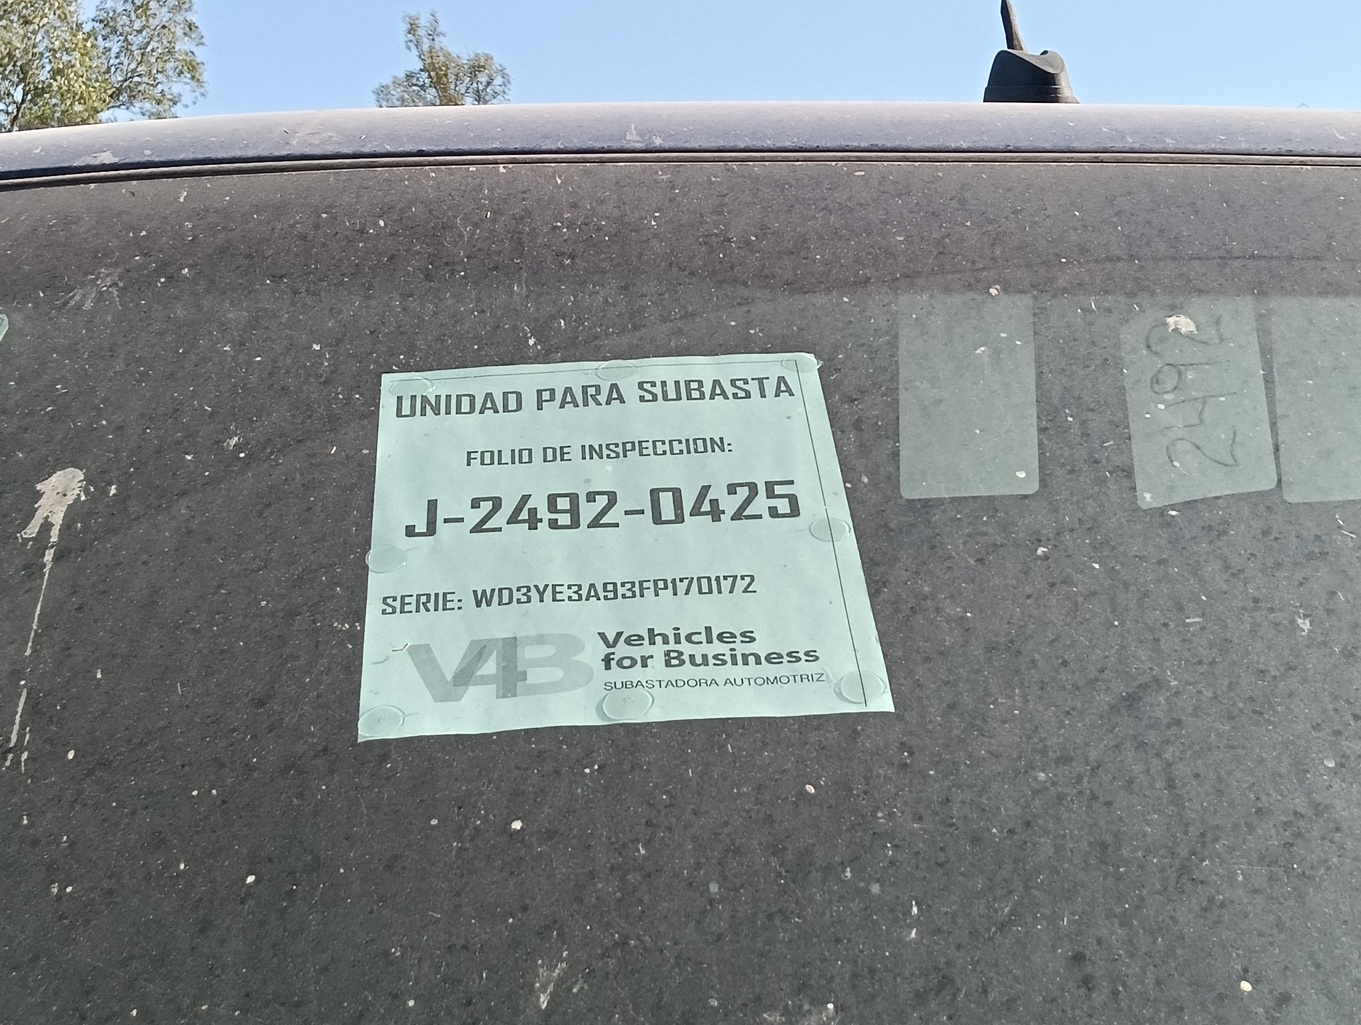 UNIDAD PARA SUBASTA
FOLIO DE INSPECCION:
J-2492-0425
SERIE: WD3YE3A93FP170172
V4B Vehicles
for Business
SUBASTADORA AUTOMOTRIZ
2492